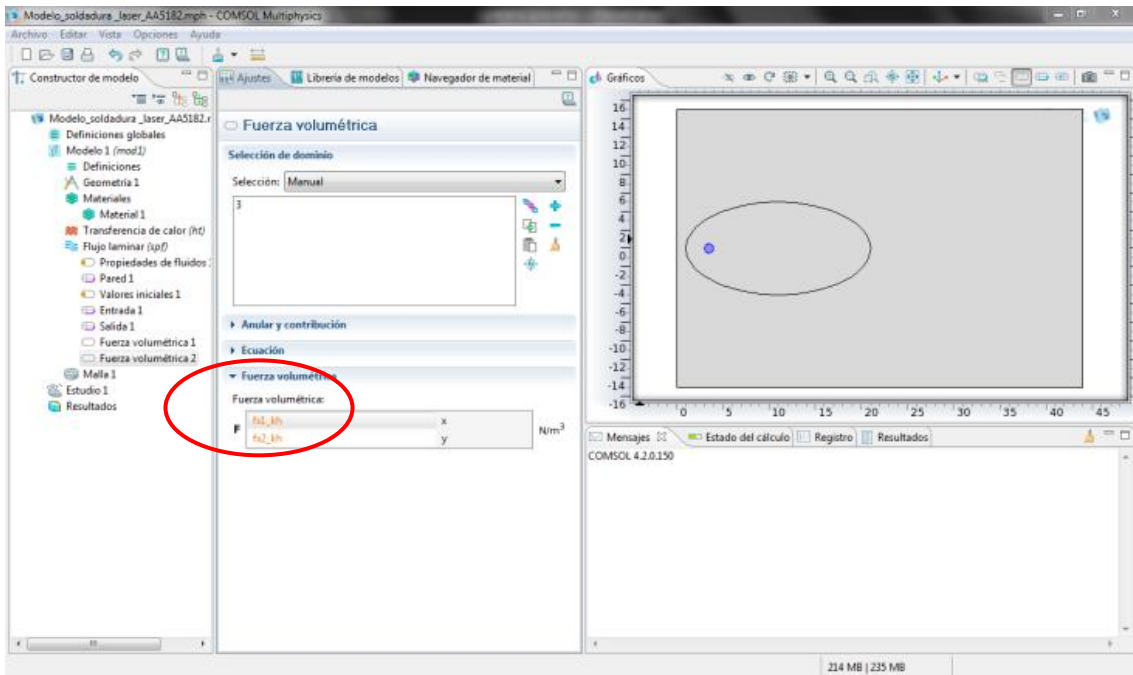 Modelo_soldadura _laser_AA5182.mph - COMSOL Multiphysics
Archivo Editar Vista Opciones Ayuda
Constructor de modelo
Modelo_soldadura _laser_AA5182.r
Definiciones globales
Modelo 1 (mod1)
Definiciones
Geometría 1
Materiales
Material 1
Transferencia de calor (ht)
Flujo laminar (spf)
Propiedades de fluidos
Pared 1
Valores iniciales 1
Entrada 1
Salida 1
Fuerza volumétrica 1
Fuerza volumétrica 2
Malla 1
Estudio 1
Resultados
Ajustes Librería de modelos Navegador de material
Fuerza volumétrica
Selección de dominio
Selección: Manual
3
Anular y contribución
Ecuación
Fuerza volumétrica
Fuerza volumétrica:
F
x
y
N/m3
Gráficos
16
14
12
10
8
6
4
2
0
-2
-4
-6
-8
-10
-12
-14
-16
0 5 10 15 20 25 30 35 40 45
Mensajes Estado del cálculo Registro Resultados
COMSOL 4.2.0.150
214 MB | 235 MB